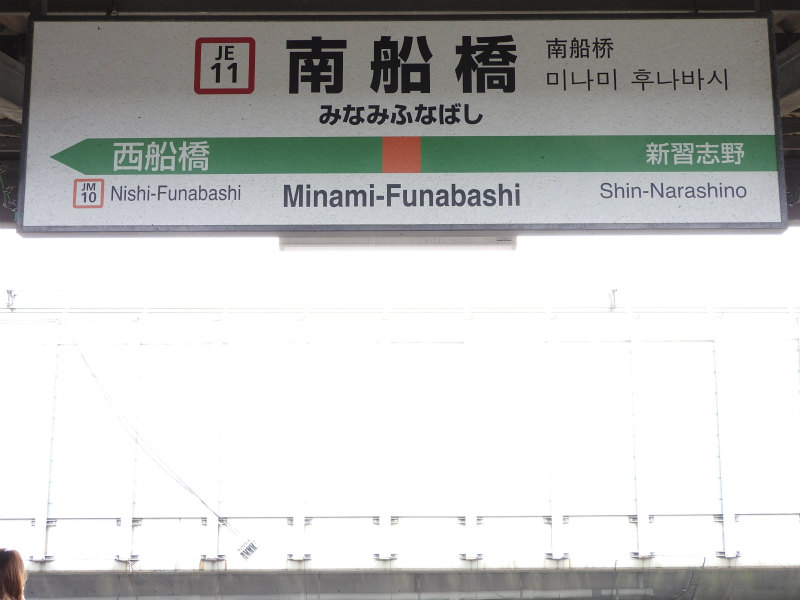 JE
11
南船橋
南船桥
미나미 후나바시
みなみふなばし
西船橋
新習志野
JM
10
Nishi-Funabashi
Minami-Funabashi
Shin-Narashino